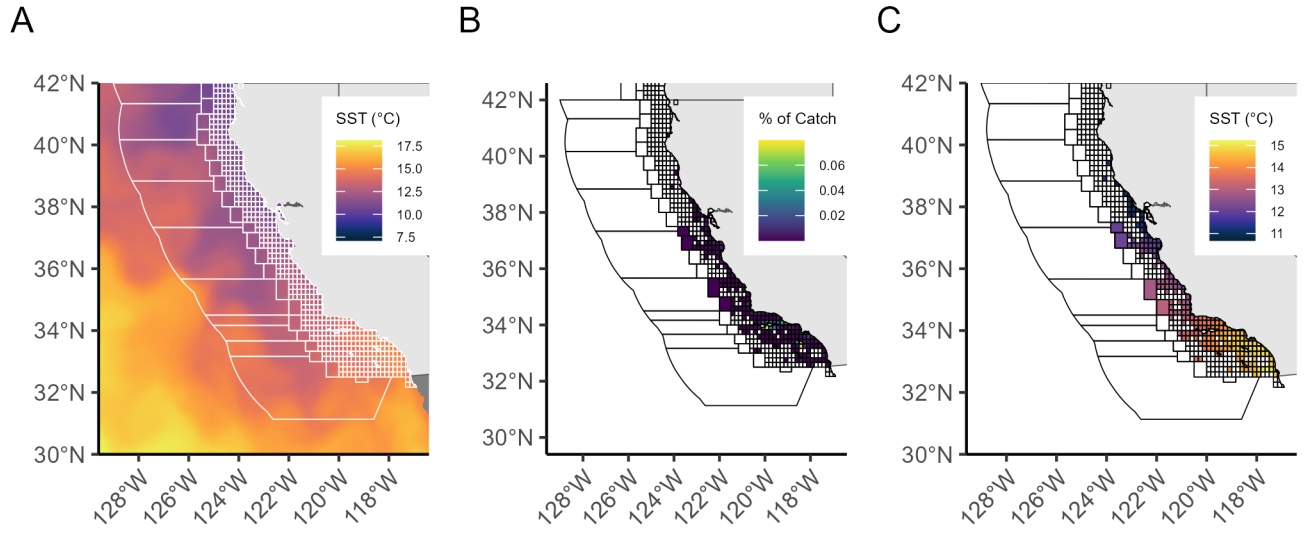 A
42°N
40°N
38°N
36°N
34°N
32°N
30°N
128°W
126°W
124°W
122°W
120°W
118°W
SST (°C)
17.5
15.0
12.5
10.0
7.5
B
42°N
40°N
38°N
36°N
34°N
32°N
30°N
128°W
126°W
124°W
122°W
120°W
118°W
% of Catch
0.06
0.04
0.02
C
42°N
40°N
38°N
36°N
34°N
32°N
30°N
128°W
126°W
124°W
122°W
120°W
118°W
SST (°C)
15
14
13
12
11